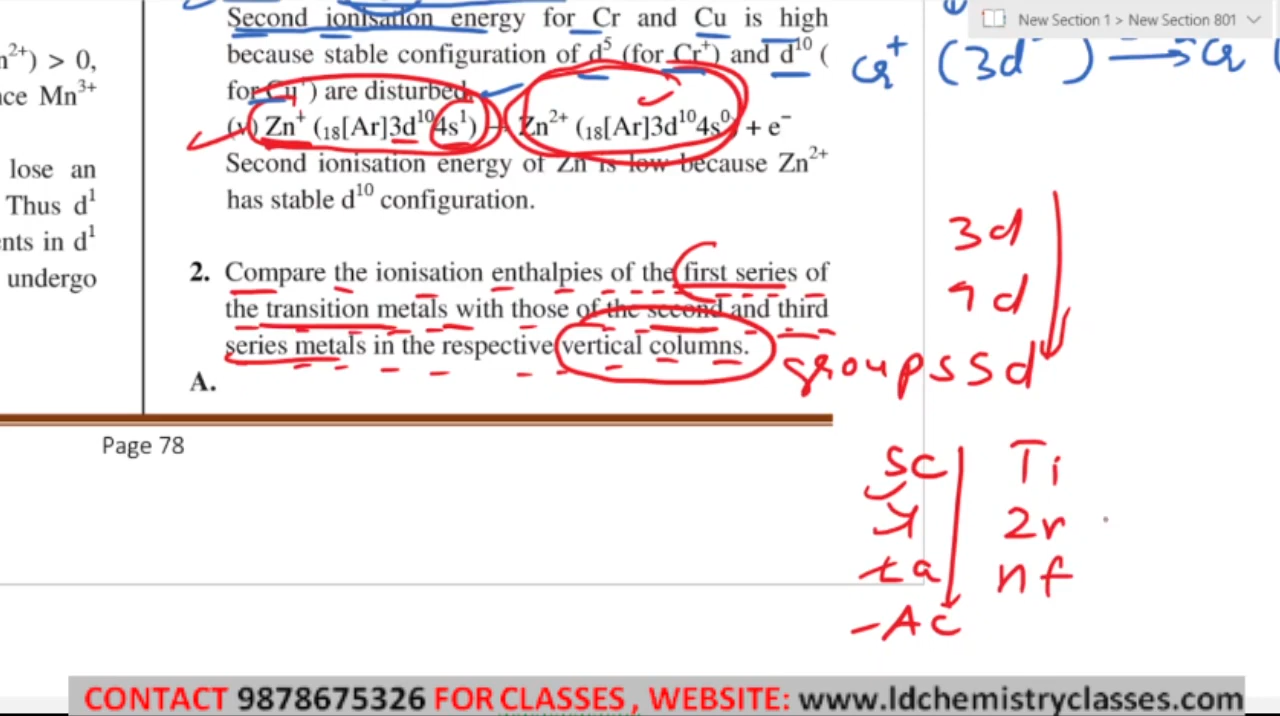 New Section 1 > New Section 801
n²⁺) > 0,
ce Mn³⁺
lose an
Thus d¹
nts in d¹
undergo
Second ionisation energy for Cr and Cu is high
because stable configuration of d⁵ (for Cr⁺) and d¹⁰ (
for Cu⁺) are disturbed.
(v) Zn⁺ (₁₈[Ar]3d¹⁰4s¹) → Zn²⁺ (₁₈[Ar]3d¹⁰4s⁰) + e⁻
Second ionisation energy of Zn is low because Zn²⁺
has stable d¹⁰ configuration.
2. Compare the ionisation enthalpies of the first series of
the transition metals with those of the second and third
series metals in the respective vertical columns.
A.
Page 78
Cr⁺ (3d ) → Cr (
3d
4d
groups 5d
Sc Ti
Y Zr
La Hf
-Ac
CONTACT 9878675326 FOR CLASSES , WEBSITE: www.ldchemistryclasses.com